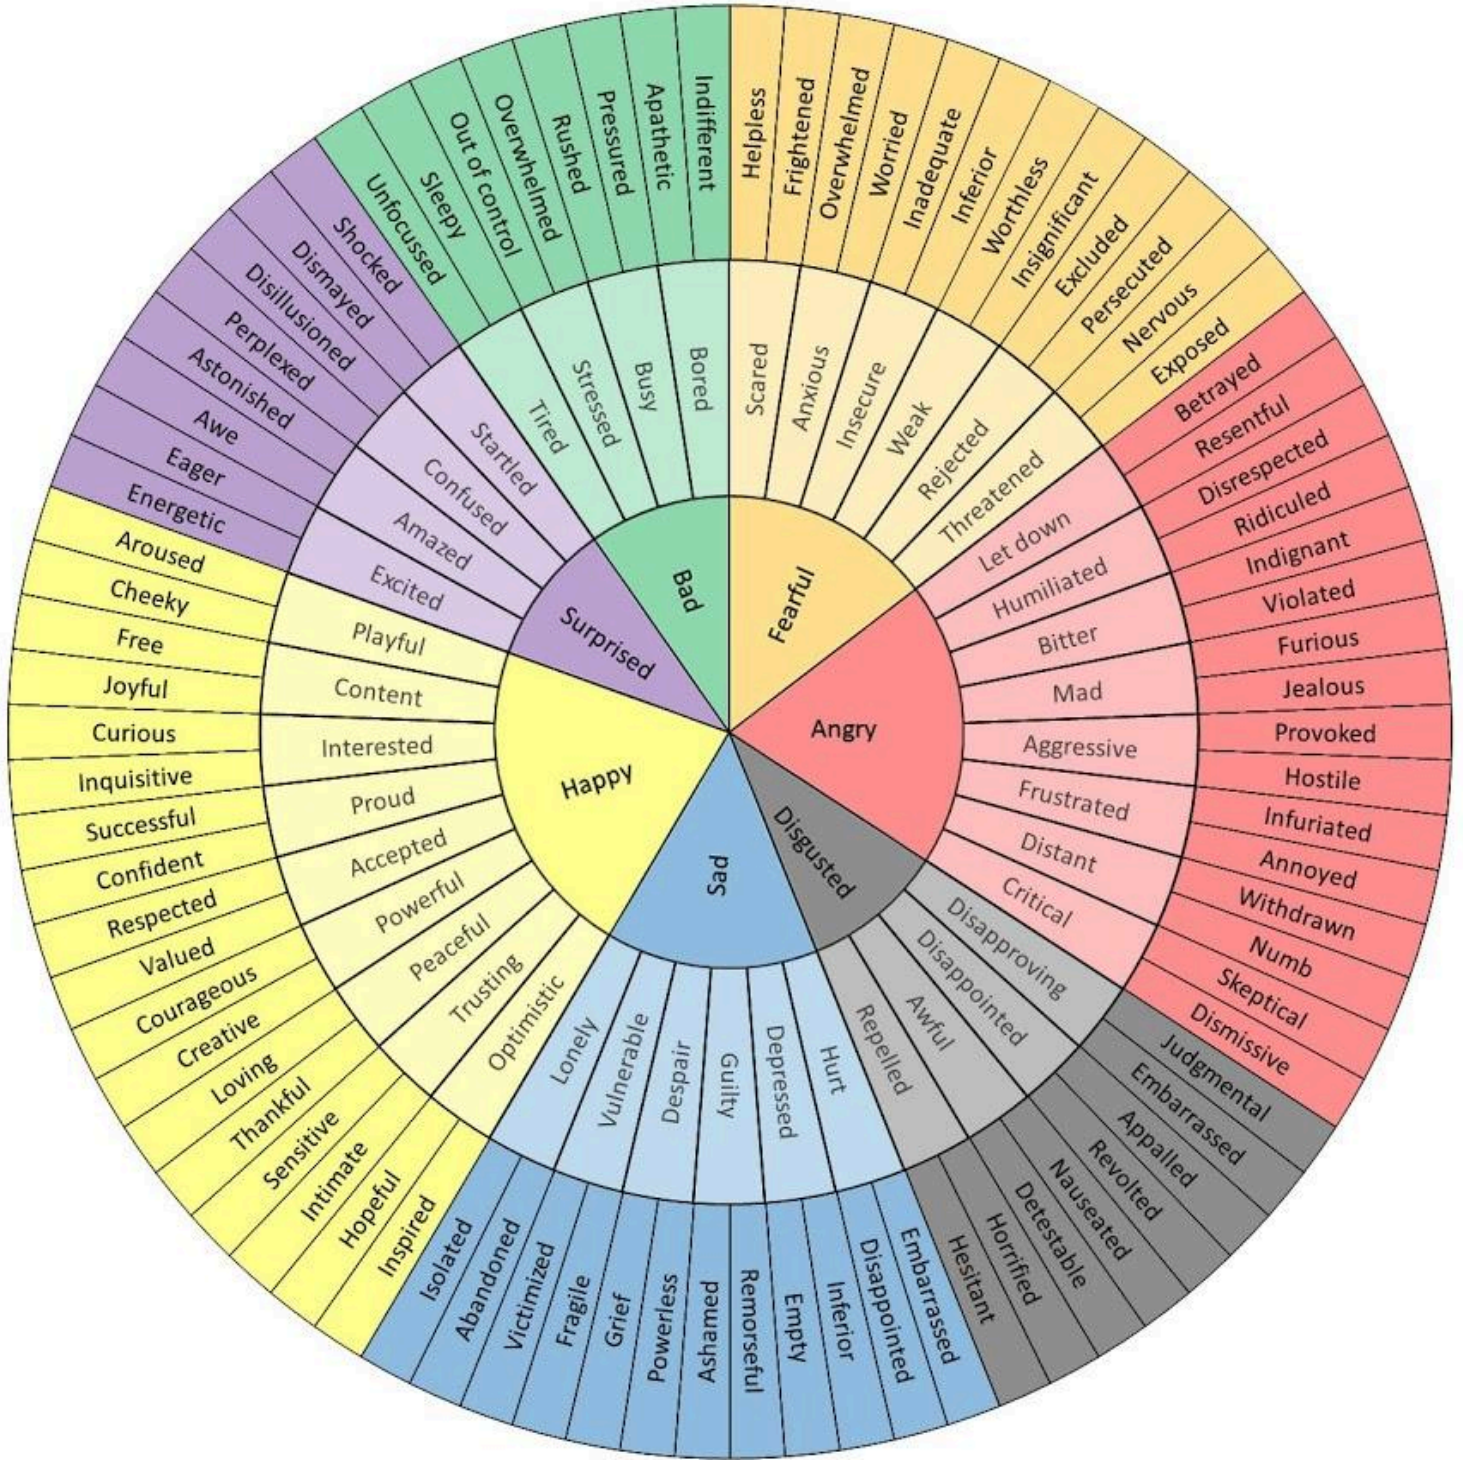 Fearful
Angry
Disgusted
Sad
Happy
Surprised
Bad
Scared
Anxious
Insecure
Weak
Rejected
Threatened
Let down
Humiliated
Bitter
Mad
Aggressive
Frustrated
Distant
Critical
Disapproving
Disappointed
Awful
Repelled
Hurt
Depressed
Guilty
Despair
Vulnerable
Lonely
Optimistic
Trusting
Peaceful
Powerful
Accepted
Proud
Interested
Content
Playful
Excited
Amazed
Confused
Startled
Tired
Stressed
Busy
Bored
Helpless
Frightened
Overwhelmed
Worried
Inadequate
Inferior
Worthless
Insignificant
Excluded
Persecuted
Nervous
Exposed
Betrayed
Resentful
Disrespected
Ridiculed
Indignant
Violated
Furious
Jealous
Provoked
Hostile
Infuriated
Annoyed
Withdrawn
Numb
Skeptical
Dismissive
Judgmental
Embarrassed
Appalled
Revolted
Nauseated
Detestable
Horrified
Hesitant
Embarrassed
Disappointed
Inferior
Empty
Remorseful
Ashamed
Powerless
Grief
Fragile
Victimized
Abandoned
Isolated
Inspired
Hopeful
Intimate
Sensitive
Thankful
Loving
Creative
Courageous
Valued
Respected
Confident
Successful
Inquisitive
Curious
Joyful
Free
Cheeky
Aroused
Energetic
Eager
Awe
Astonished
Perplexed
Disillusioned
Dismayed
Shocked
Unfocussed
Sleepy
Out of control
Overwhelmed
Rushed
Pressured
Apathetic
Indifferent